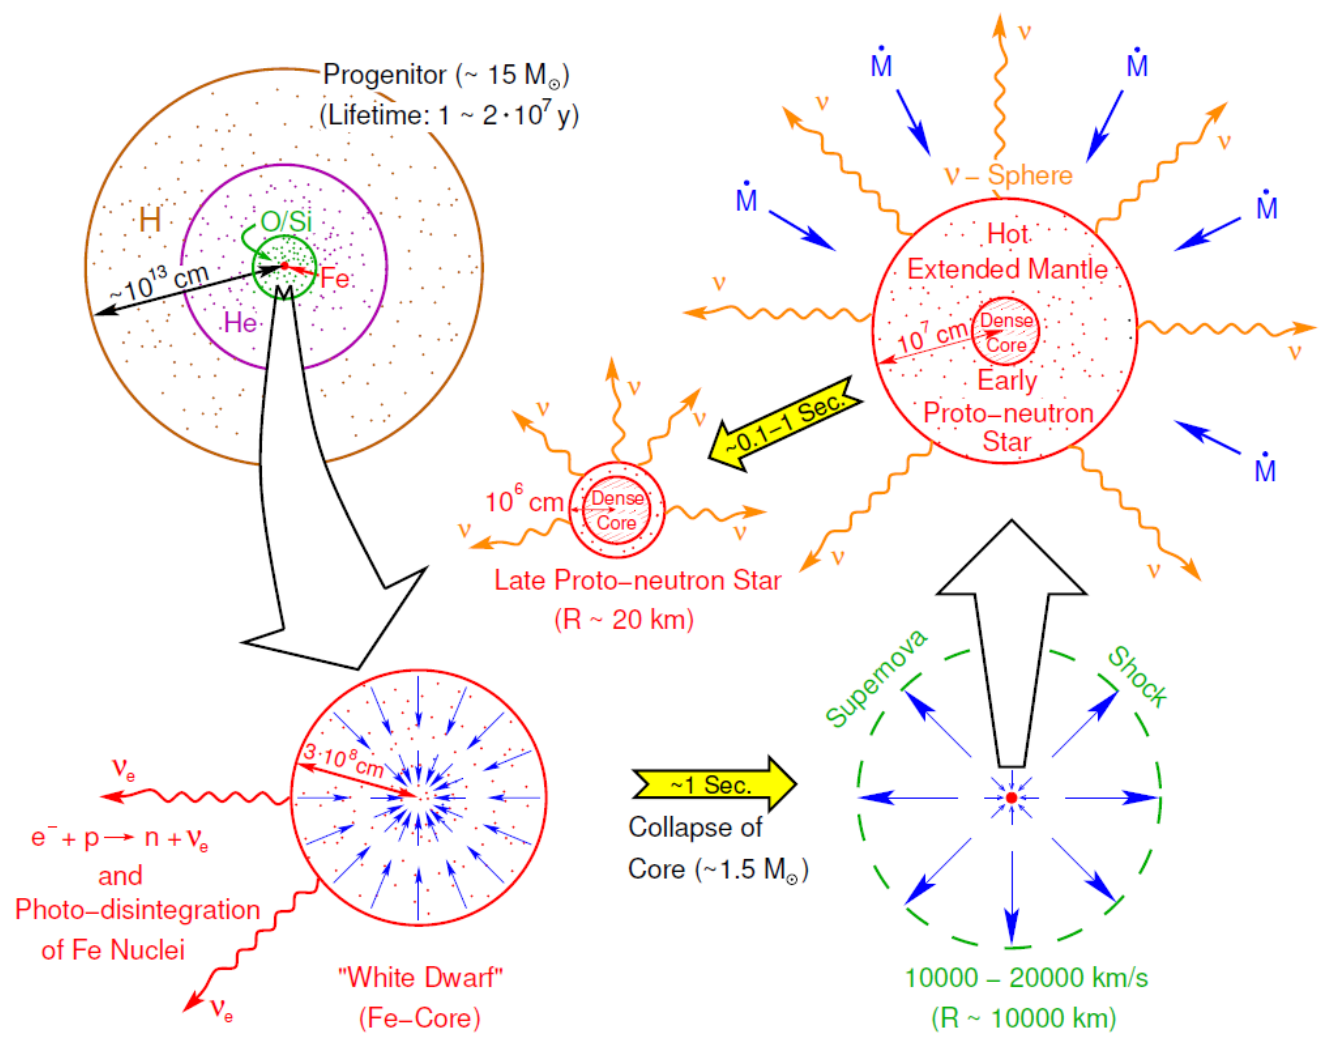 Progenitor (~ 15 M⊙)
(Lifetime: 1 ~ 2·10⁷ y)
H
O/Si
Fe
~10¹³ cm
He
ν
Ṁ
Ṁ
ν
ν
ν – Sphere
Ṁ
Ṁ
Hot
Extended Mantle
ν
Dense
Core
10⁷ cm
ν
Early
Proto–neutron
Star
Ṁ
ν
ν
~0.1–1 Sec.
ν
ν
ν
10⁶ cm
Dense
Core
ν
ν
Late Proto–neutron Star
(R ~ 20 km)
Supernova
Shock
3·10⁸ cm
νₑ
e⁻ + p → n + νₑ
and
Photo–disintegration
of Fe Nuclei
νₑ
"White Dwarf"
(Fe–Core)
~1 Sec.
Collapse of
Core (~1.5 M⊙)
10000 – 20000 km/s
(R ~ 10000 km)